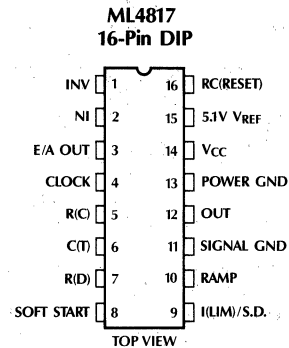 ML4817
16-Pin DIP
INV 1 16 RC(RESET)
NI 2 15 5.1V VREF
E/A OUT 3 14 VCC
CLOCK 4 13 POWER GND
R(C) 5 12 OUT
C(T) 6 11 SIGNAL GND
R(D) 7 10 RAMP
SOFT START 8 9 I(LIM)/S.D.
TOP VIEW